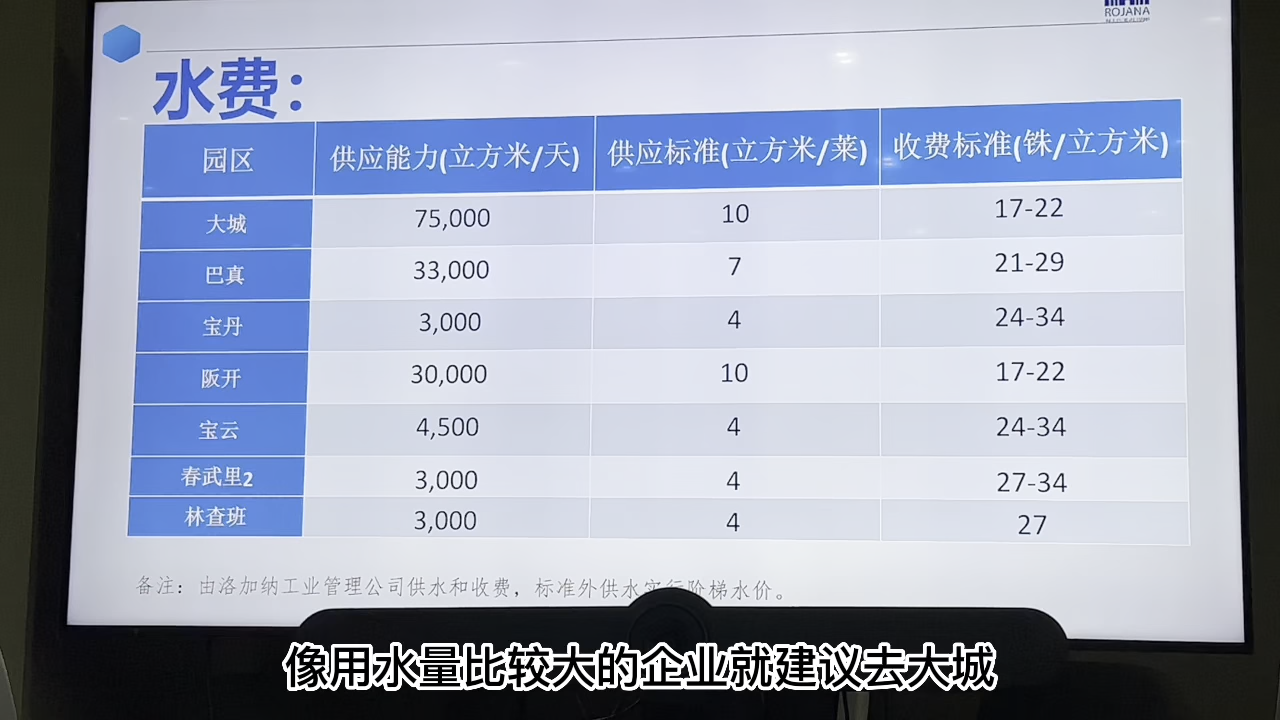 ROJANA
水费：
园区 供应能力(立方米/天) 供应标准(立方米/莱) 收费标准(铢/立方米)
大城 75,000 10 17-22
巴真 33,000 7 21-29
宝丹 3,000 4 24-34
阪开 30,000 10 17-22
宝云 4,500 4 24-34
春武里2 3,000 4 27-34
林查班 3,000 4 27
备注：由洛加纳工业管理公司供水和收费，标准外供水实行阶梯水价。
像用水量比较大的企业就建议去大城